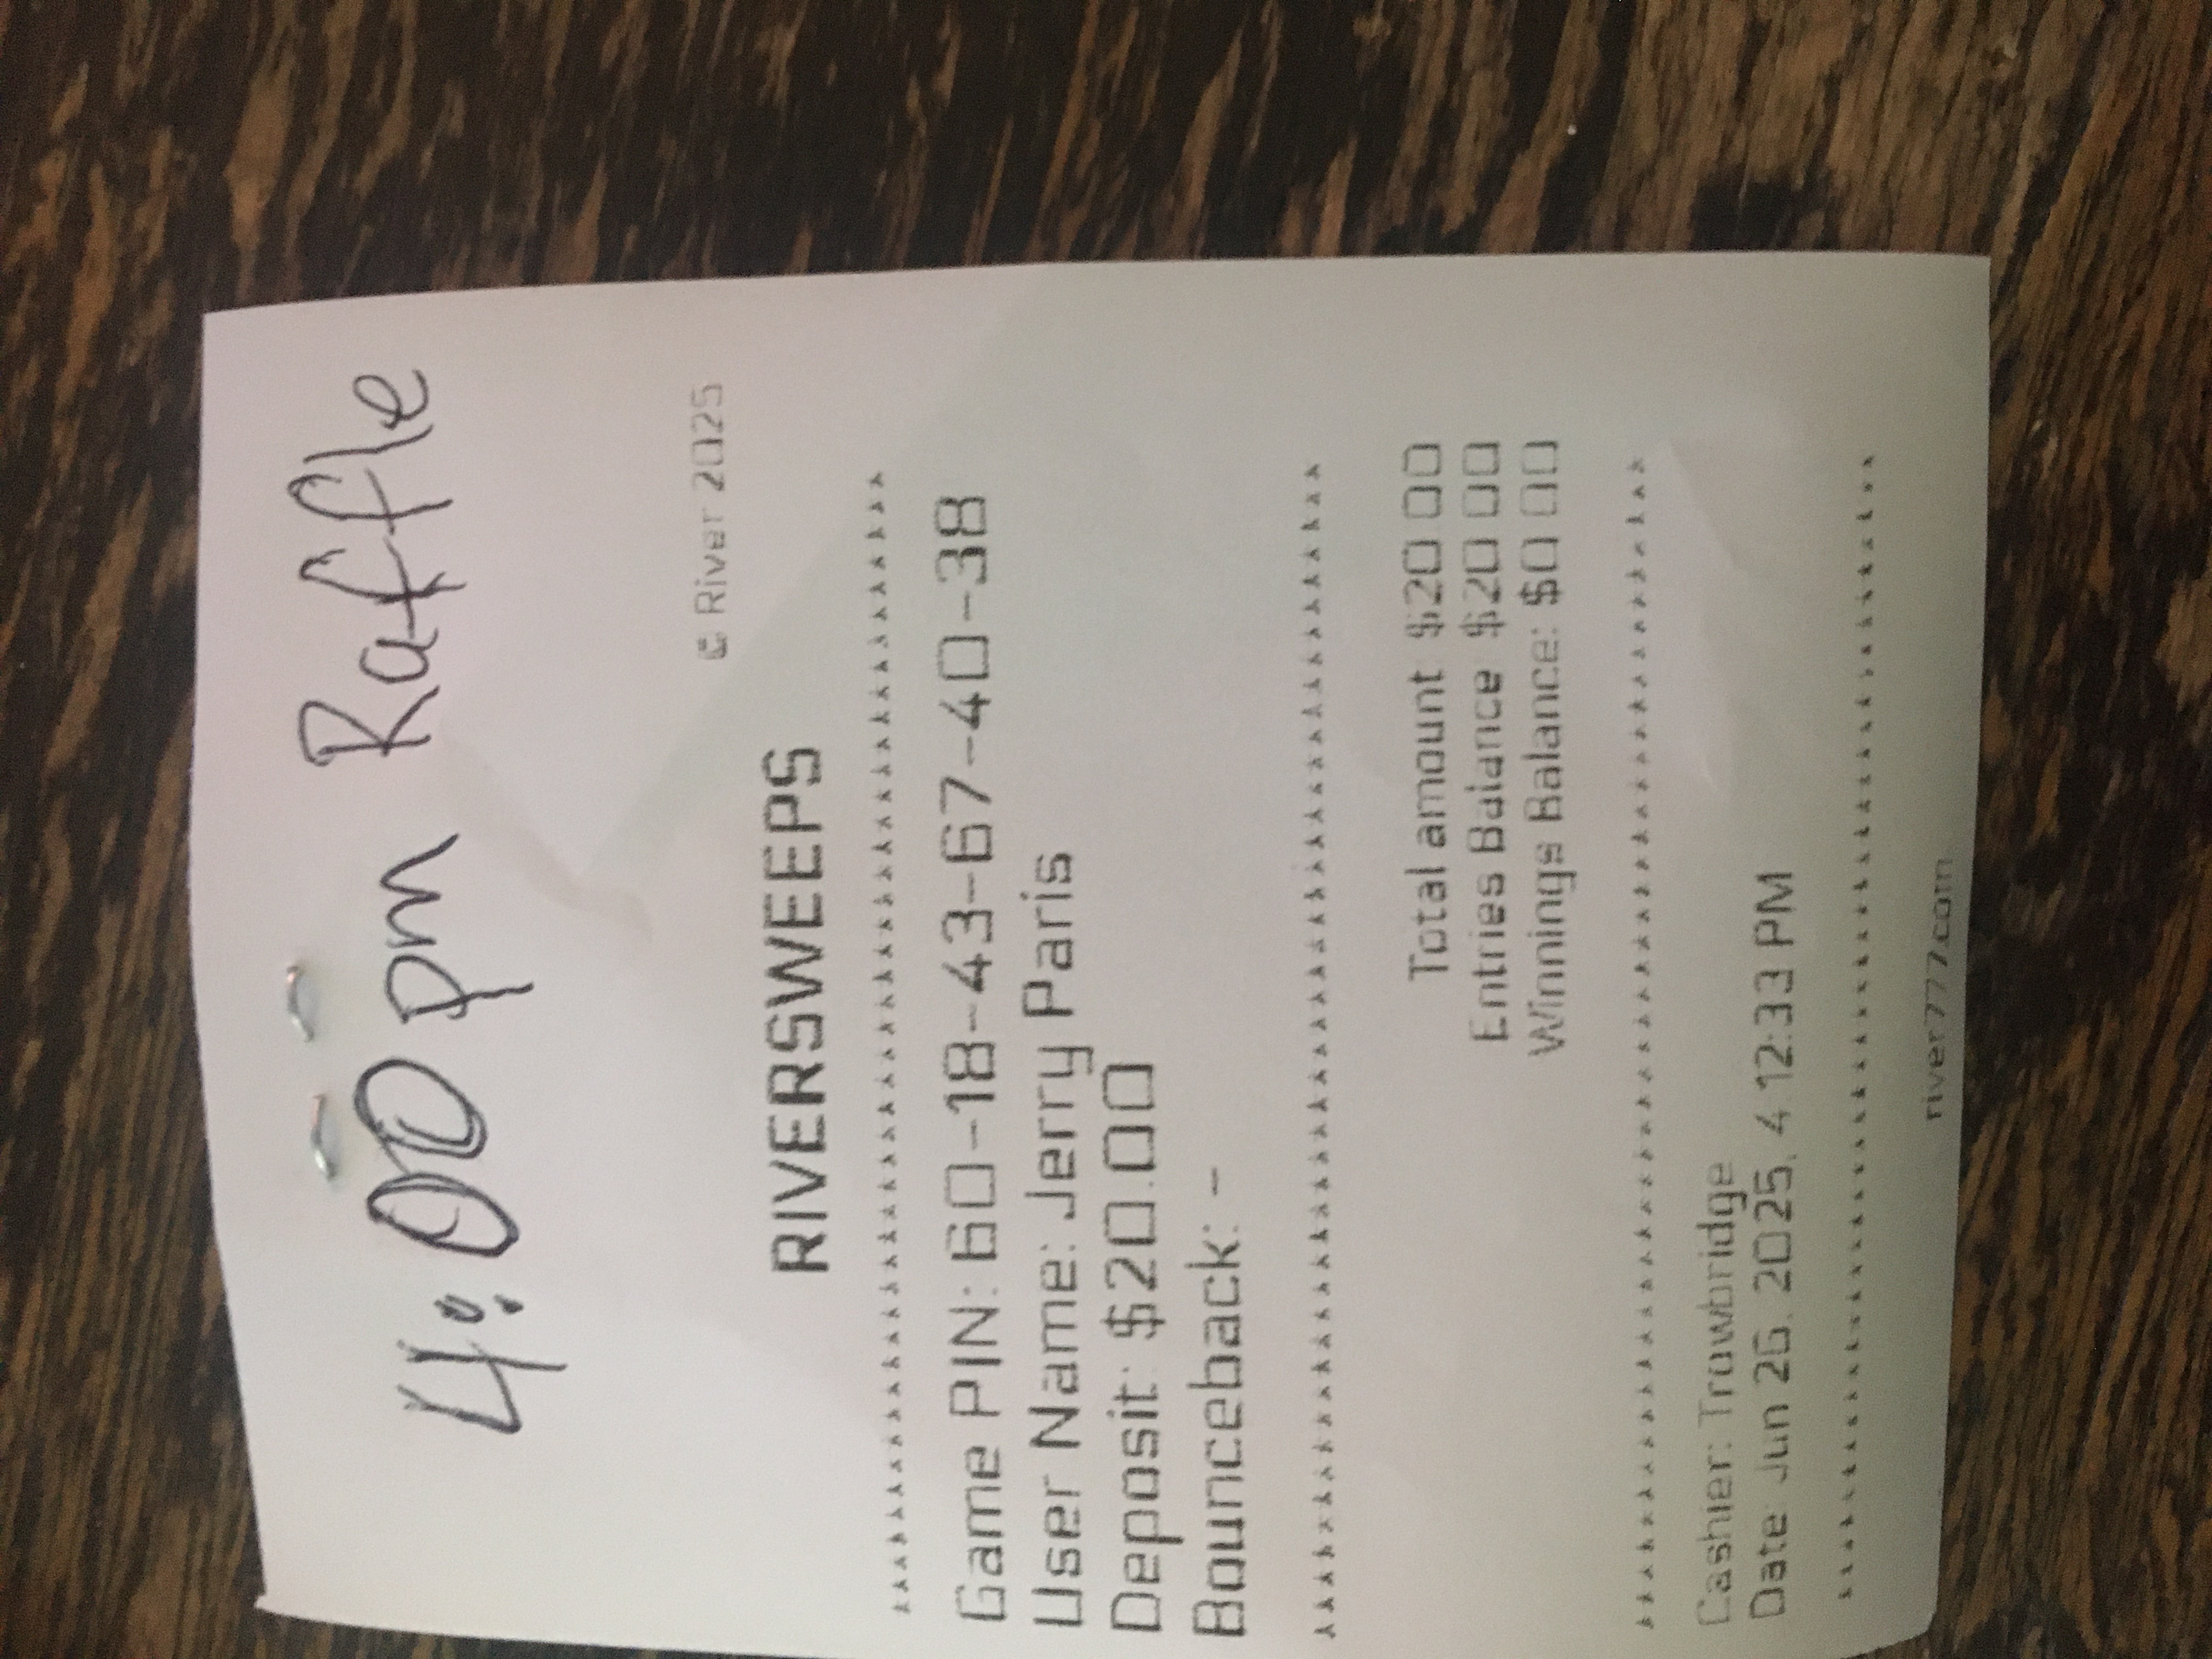 4:00 pm Raffle
© River 2025
RIVERSWEEPS
Game PIN: 60-18-43-67-40-38
User Name: Jerry Paris
Deposit: $20.00
Bounceback: -
Total amount $20 00
Entries Balance $20 00
Winnings Balance: $0 00
Cashier: Trowbridge
Date: Jun 26, 2025, 4 12:33 PM
river777.com